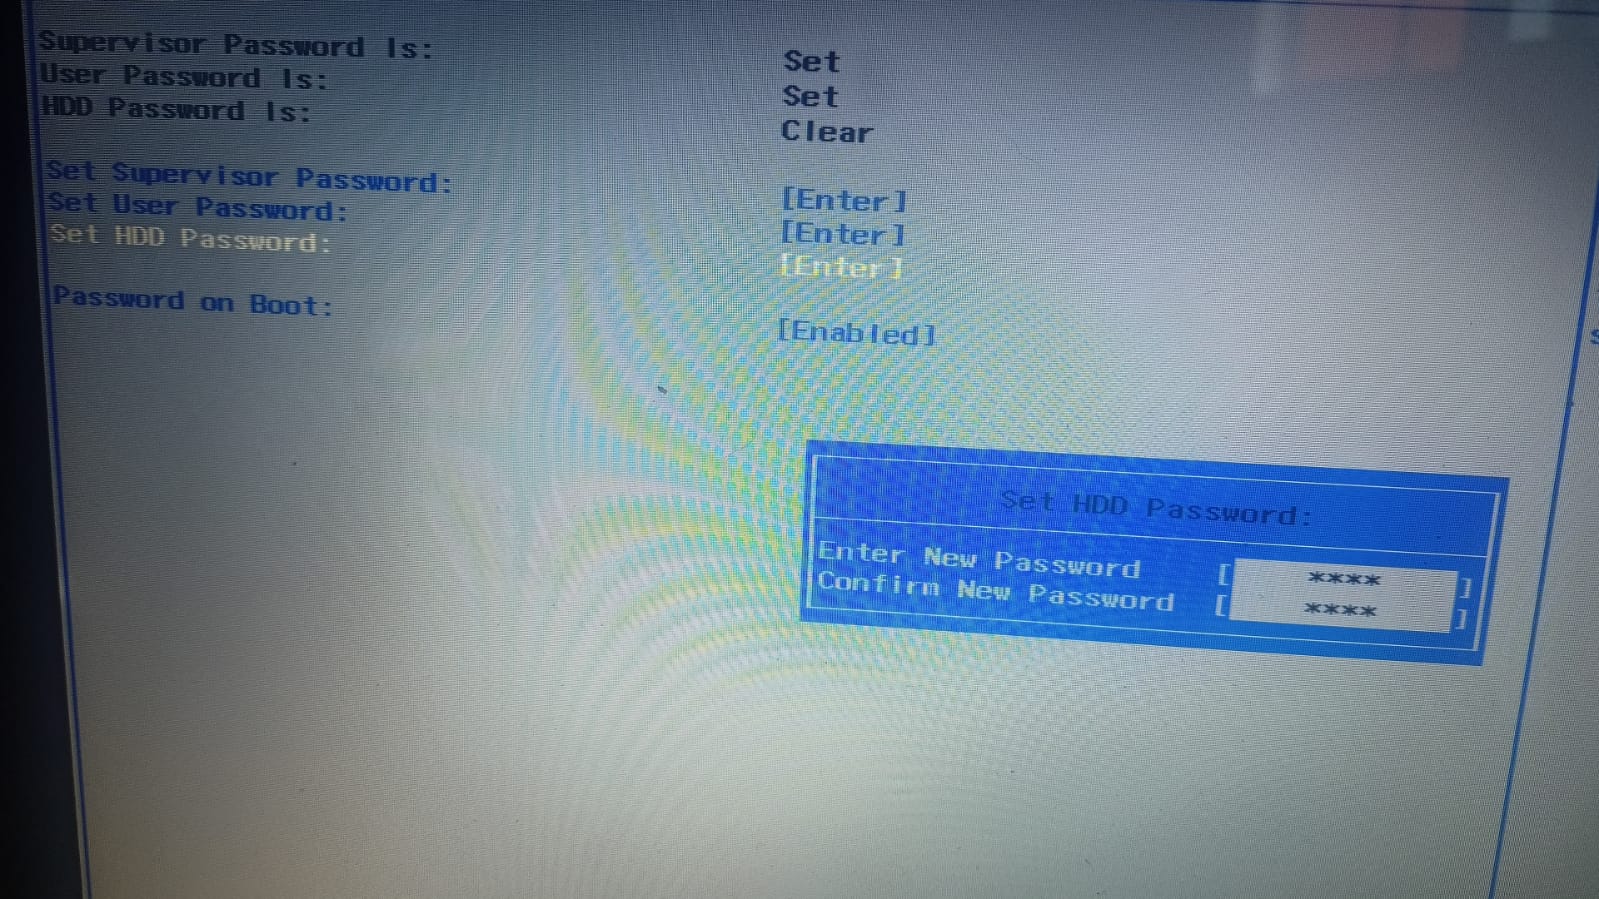 Supervisor Password Is: Set
User Password Is: Set
HDD Password Is: Clear
Set Supervisor Password: [Enter]
Set User Password: [Enter]
Set HDD Password: [Enter]
Password on Boot: [Enabled]
Set HDD Password:
Enter New Password [ **** ]
Confirm New Password [ **** ]